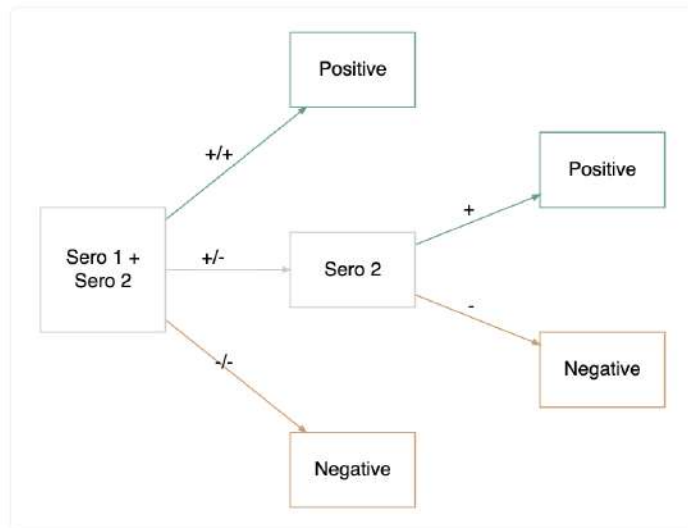 Positive
+/+
Positive
+
Sero 1 +
Sero 2
+/-
Sero 2
-
-/-
Negative
Negative